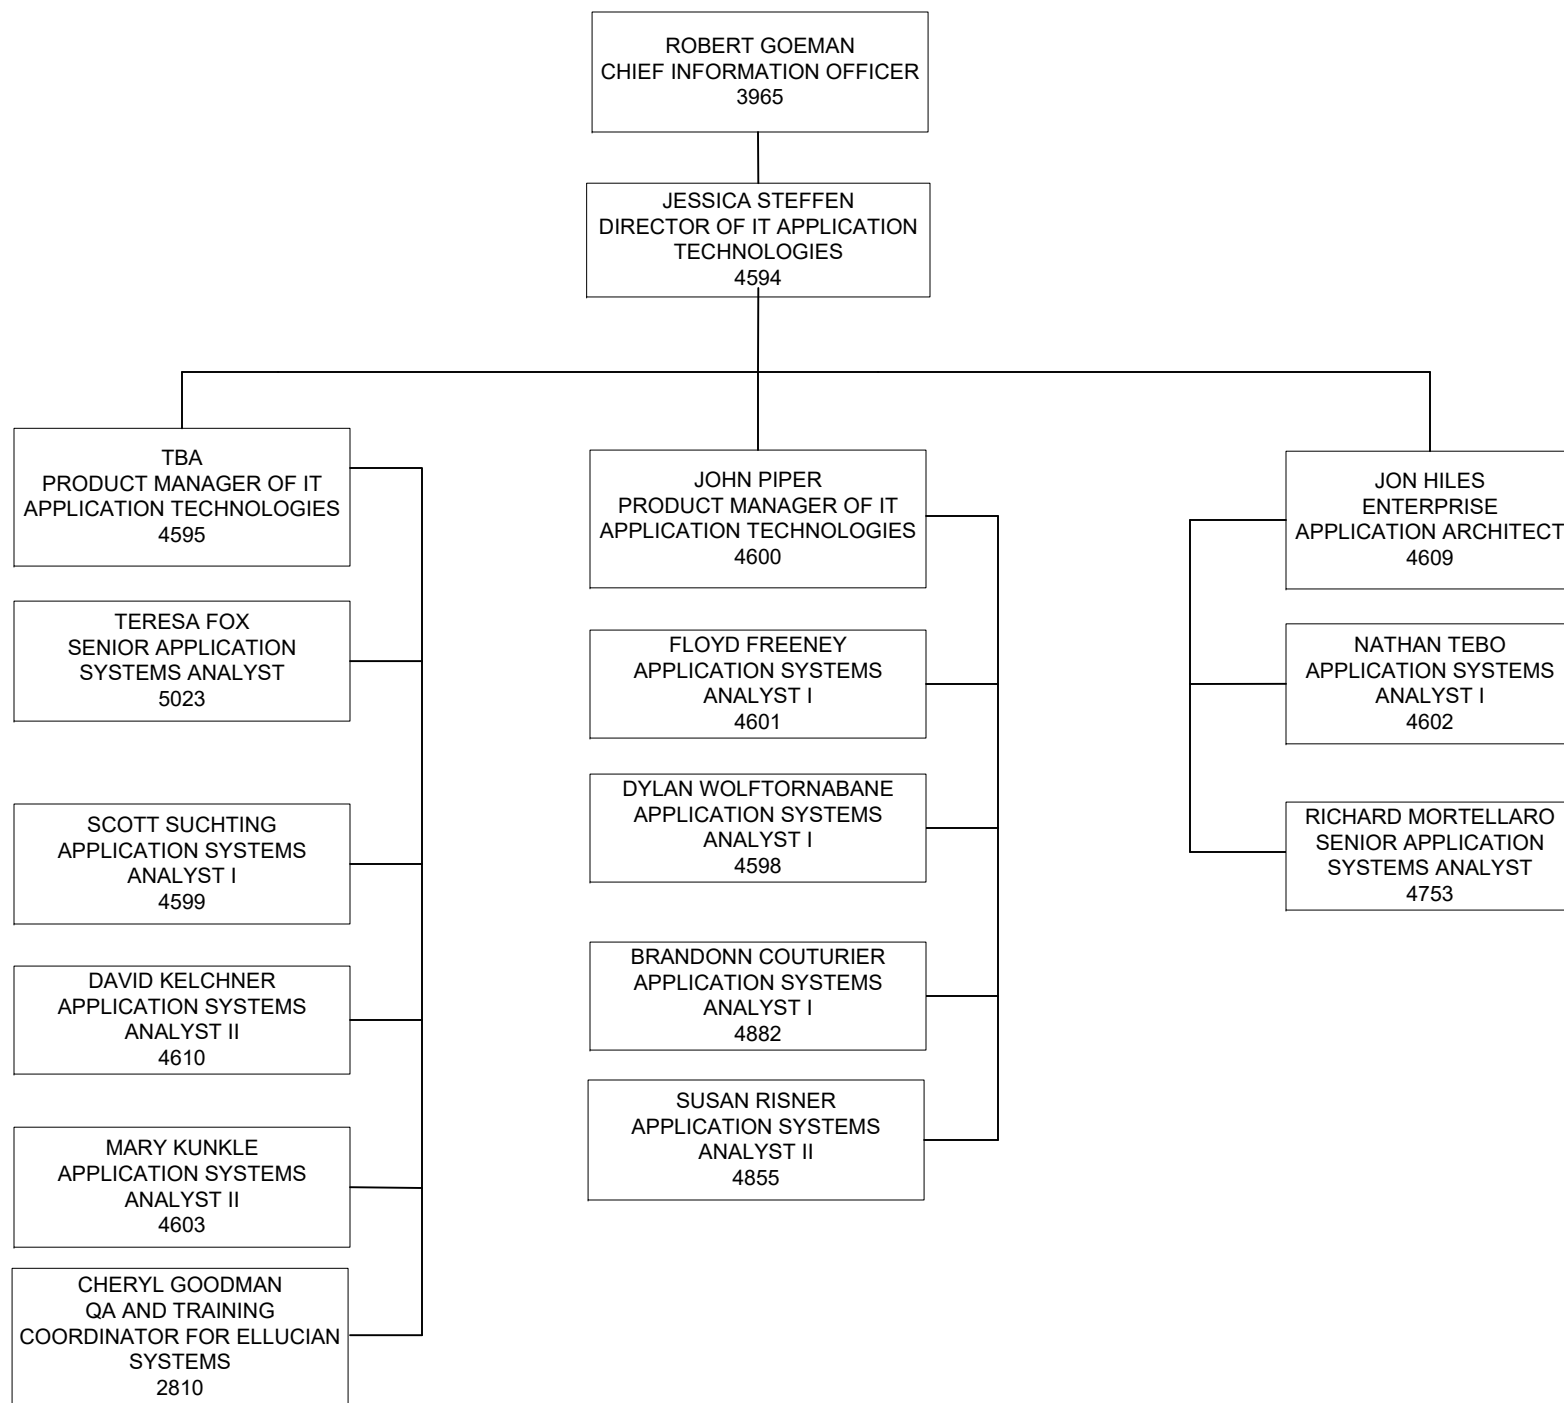 ROBERT GOEMAN
CHIEF INFORMATION OFFICER
3965
JESSICA STEFFEN
DIRECTOR OF IT APPLICATION
TECHNOLOGIES
4594
TBA
PRODUCT MANAGER OF IT
APPLICATION TECHNOLOGIES
4595
TERESA FOX
SENIOR APPLICATION
SYSTEMS ANALYST
5023
SCOTT SUCHTING
APPLICATION SYSTEMS
ANALYST I
4599
DAVID KELCHNER
APPLICATION SYSTEMS
ANALYST II
4610
MARY KUNKLE
APPLICATION SYSTEMS
ANALYST II
4603
CHERYL GOODMAN
QA AND TRAINING
COORDINATOR FOR ELLUCIAN
SYSTEMS
2810
JOHN PIPER
PRODUCT MANAGER OF IT
APPLICATION TECHNOLOGIES
4600
FLOYD FREENEY
APPLICATION SYSTEMS
ANALYST I
4601
DYLAN WOLFTORNABANE
APPLICATION SYSTEMS
ANALYST I
4598
BRANDONN COUTURIER
APPLICATION SYSTEMS
ANALYST I
4882
SUSAN RISNER
APPLICATION SYSTEMS
ANALYST II
4855
JON HILES
ENTERPRISE
APPLICATION ARCHITECT
4609
NATHAN TEBO
APPLICATION SYSTEMS
ANALYST I
4602
RICHARD MORTELLARO
SENIOR APPLICATION
SYSTEMS ANALYST
4753